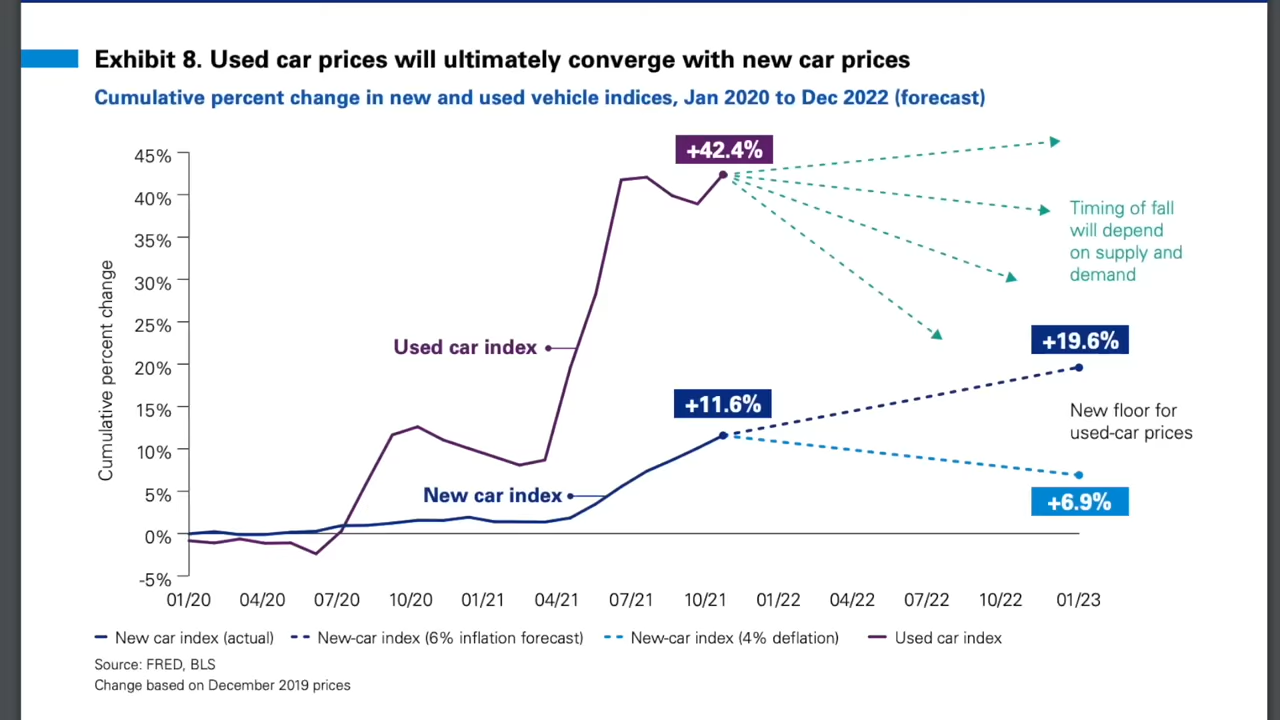 Exhibit 8. Used car prices will ultimately converge with new car prices
Cumulative percent change in new and used vehicle indices, Jan 2020 to Dec 2022 (forecast)
Cumulative percent change
45%
40%
35%
30%
25%
20%
15%
10%
5%
0%
-5%
+42.4%
Timing of fall
will depend
on supply and
demand
Used car index
+19.6%
+11.6%
New floor for
used-car prices
New car index
+6.9%
01/20 04/20 07/20 10/20 01/21 04/21 07/21 10/21 01/22 04/22 07/22 10/22 01/23
New car index (actual) New-car index (6% inflation forecast) New-car index (4% deflation) Used car index
Source: FRED, BLS
Change based on December 2019 prices